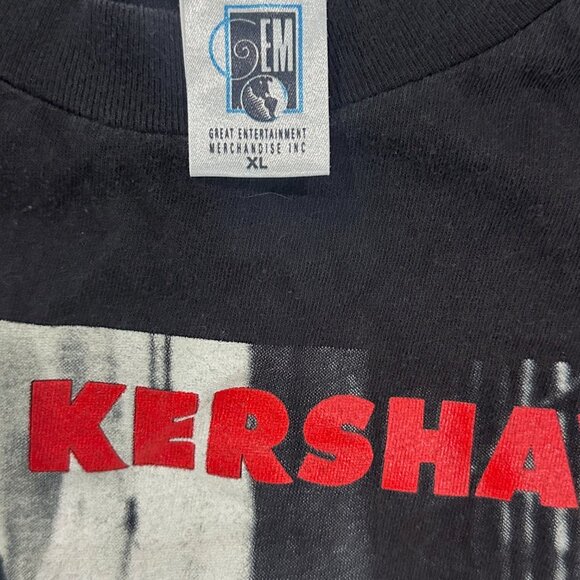 GEM
GREAT ENTERTAINMENT
MERCHANDISE INC
XL
KERSHA